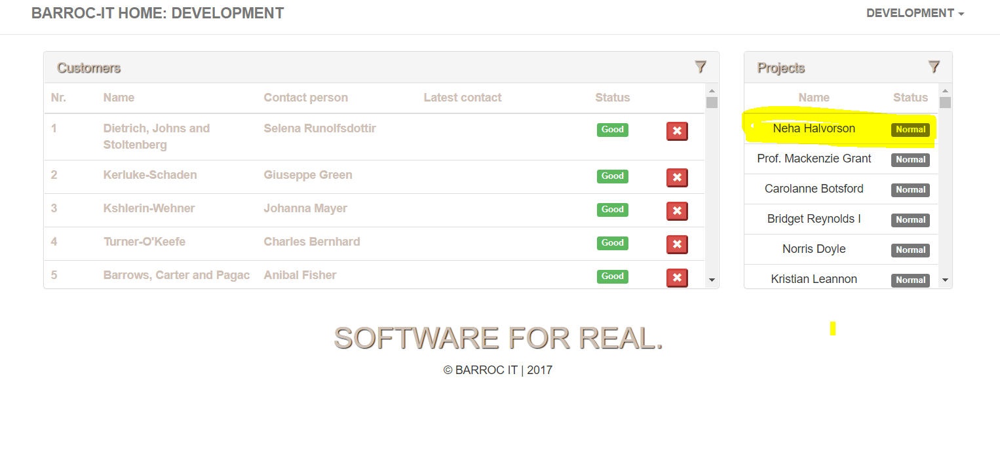 BARROC-IT HOME: DEVELOPMENT
DEVELOPMENT
Customers
Nr. Name Contact person Latest contact Status
1 Dietrich, Johns and Stoltenberg Selena Runolfsdottir Good
2 Kerluke-Schaden Giuseppe Green Good
3 Kshlerin-Wehner Johanna Mayer Good
4 Turner-O'Keefe Charles Bernhard Good
5 Barrows, Carter and Pagac Anibal Fisher Good
Projects
Name Status
Neha Halvorson Normal
Prof. Mackenzie Grant Normal
Carolanne Botsford Normal
Bridget Reynolds I Normal
Norris Doyle Normal
Kristian Leannon Normal
SOFTWARE FOR REAL.
© BARROC IT | 2017